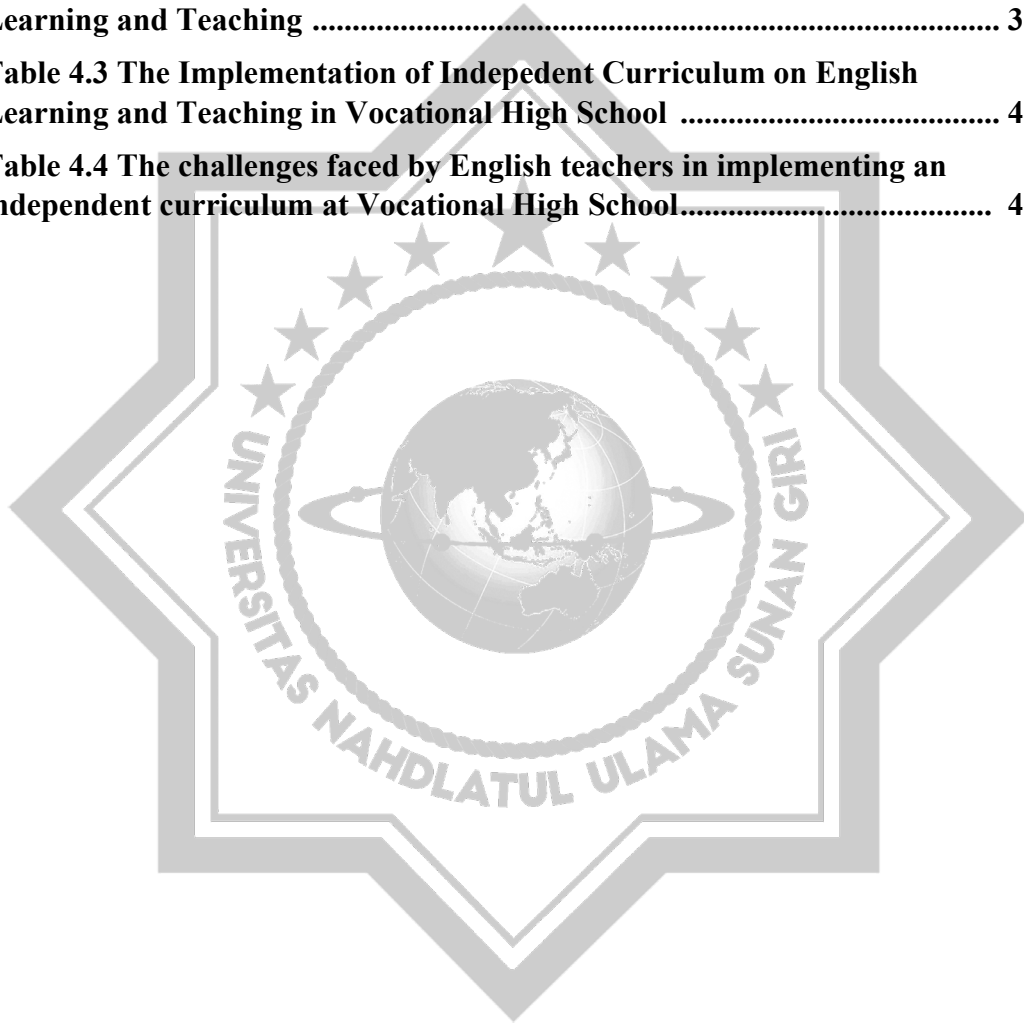 Learning and Teaching ........................................................................................ 3
Table 4.3 The Implementation of Indepedent Curriculum on English
Learning and Teaching in Vocational High School ........................................ 4
Table 4.4 The challenges faced by English teachers in implementing an
independent curriculum at Vocational High School....................................... 4
UNIVERSITAS NAHDLATUL ULAMA SUNAN GIRI